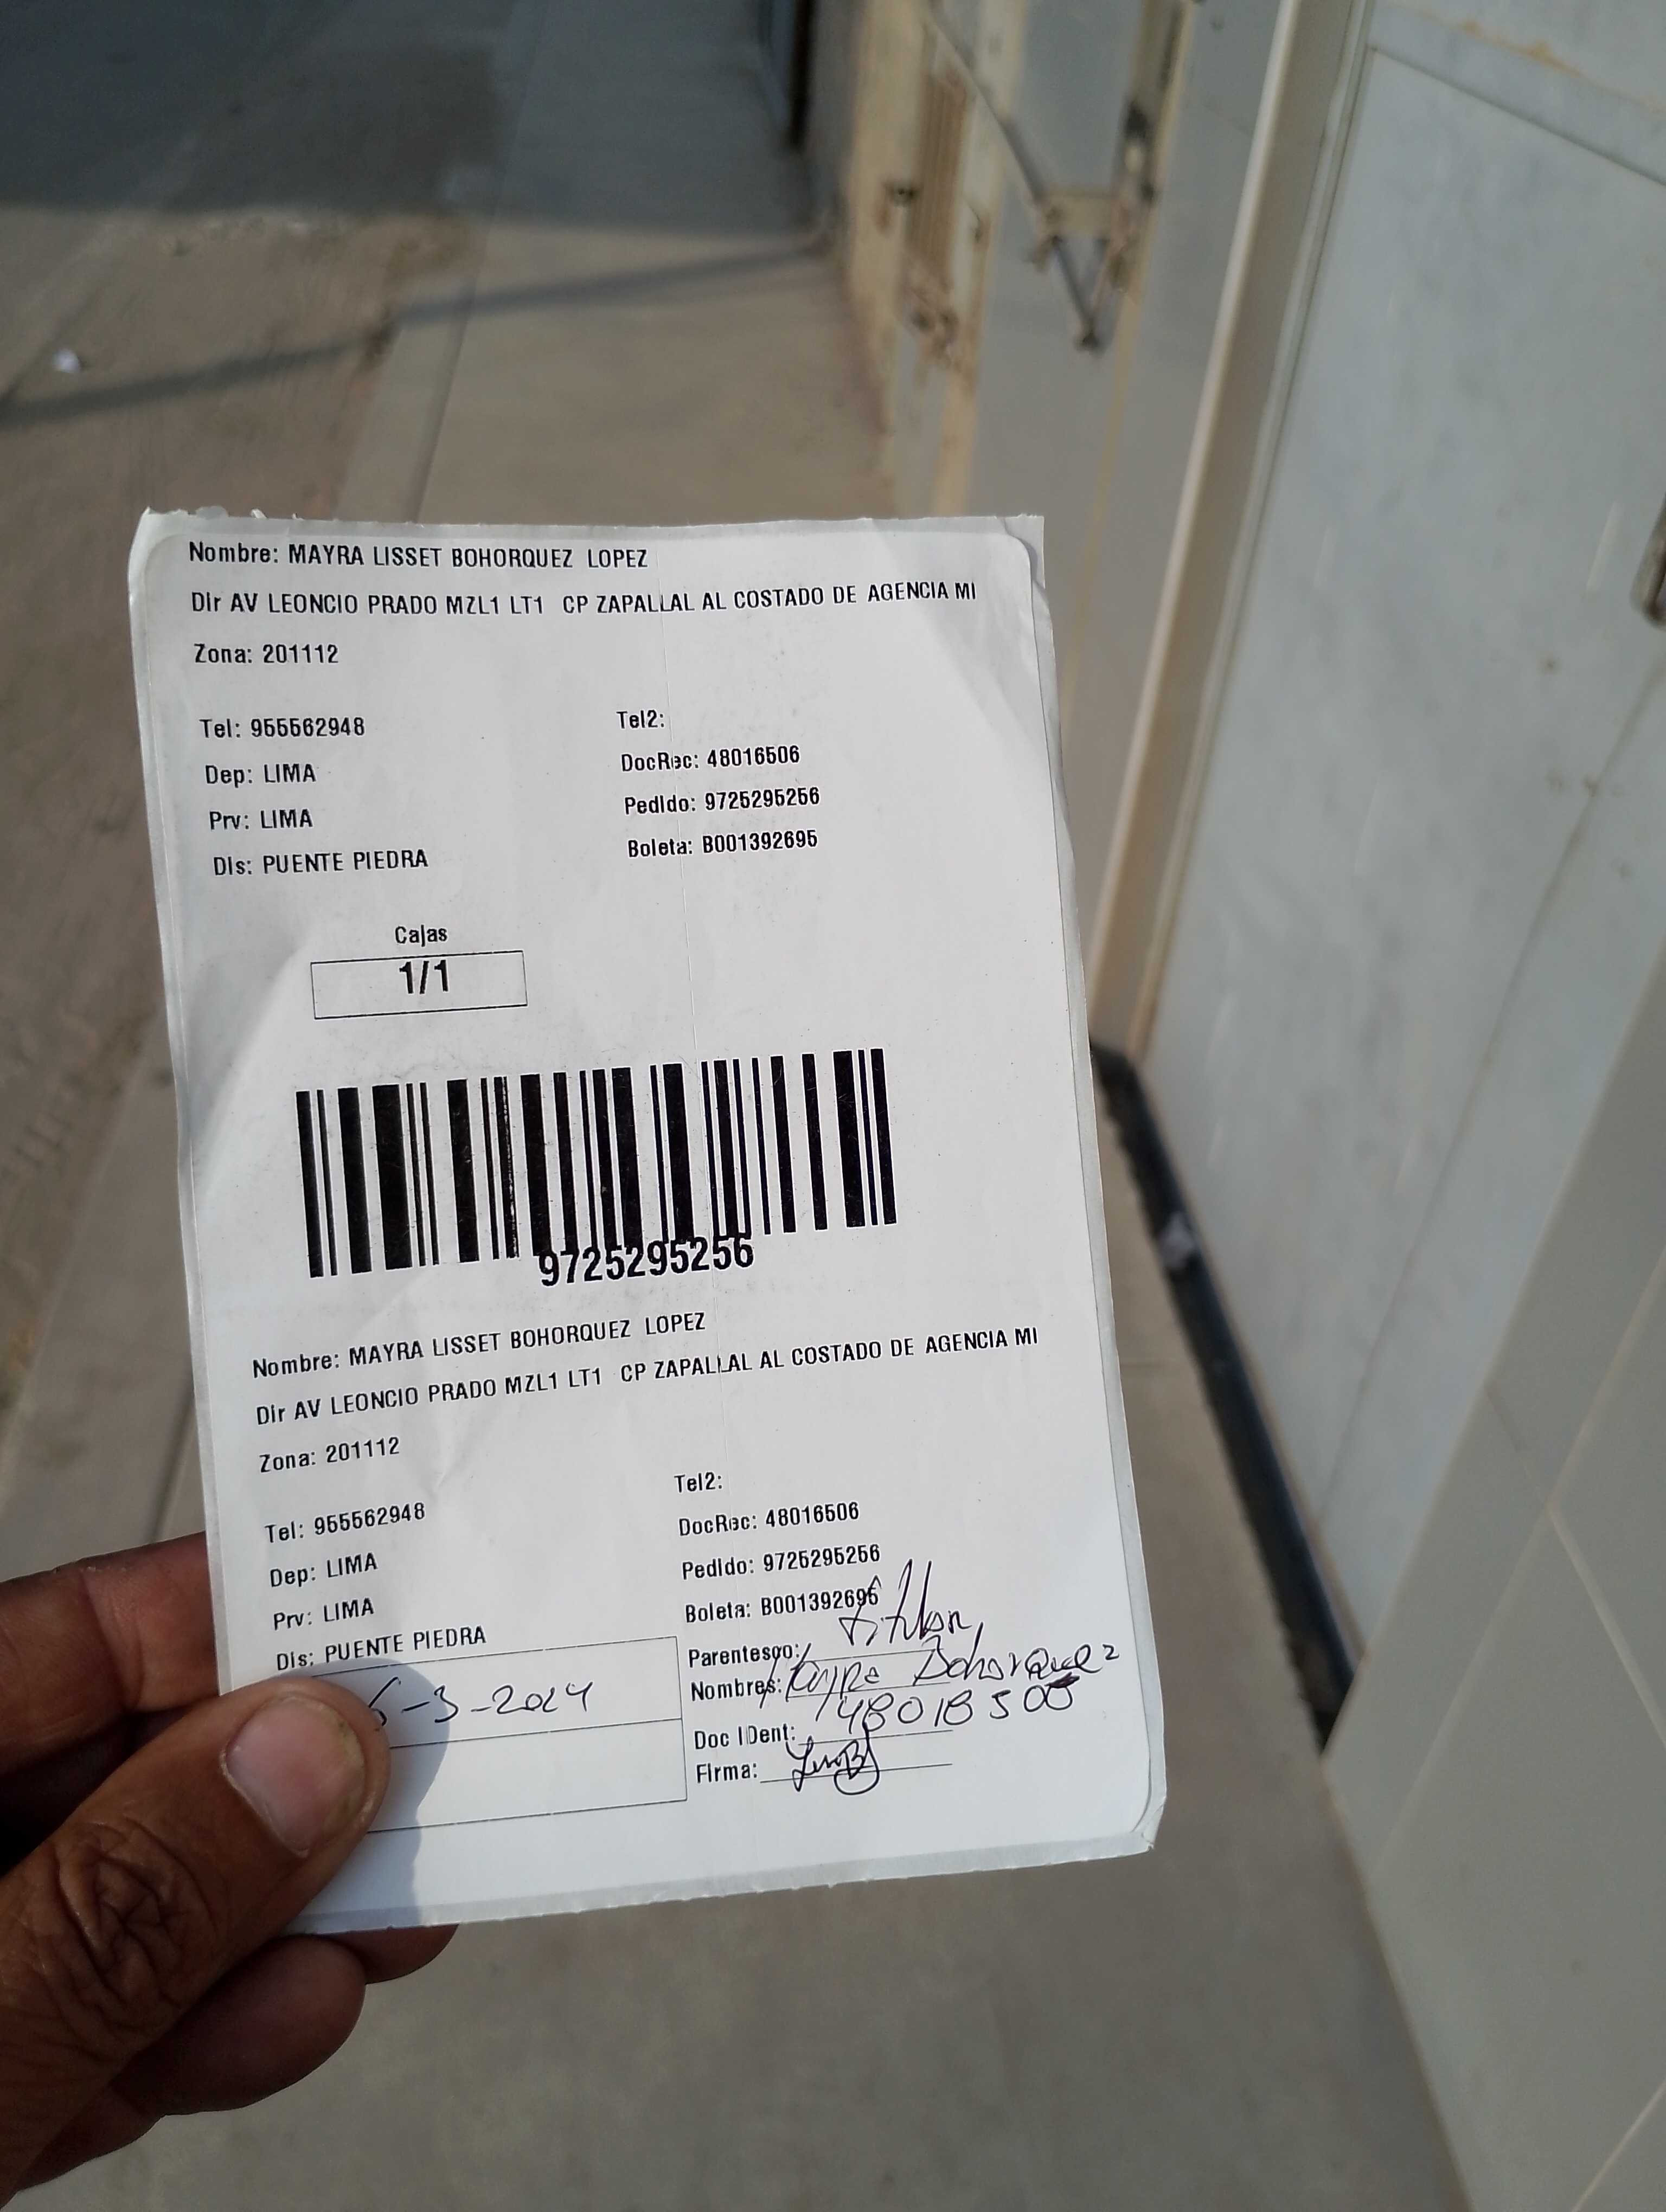 Nombre: MAYRA LISSET BOHORQUEZ LOPEZ
Dir AV LEONCIO PRADO MZL1 LT1 CP ZAPALLAL AL COSTADO DE AGENCIA MI
Zona: 201112
Tel: 955562948
Tel2:
Dep: LIMA
DocRec: 48016506
Prv: LIMA
Pedido: 9725295256
Dis: PUENTE PIEDRA
Boleta: B001392695
Cajas
1/1
9725295256
Nombre: MAYRA LISSET BOHORQUEZ LOPEZ
Dir AV LEONCIO PRADO MZL1 LT1 CP ZAPALLAL AL COSTADO DE AGENCIA MI
Zona: 201112
Tel: 955562948
Tel2:
Dep: LIMA
DocRec: 48016506
Prv: LIMA
Pedido: 9725295256
Dis: PUENTE PIEDRA
Boleta: B001392695
Parentesco:
Nombres: Bohorquez
6-3-2024
Doc IDent:
Firma: